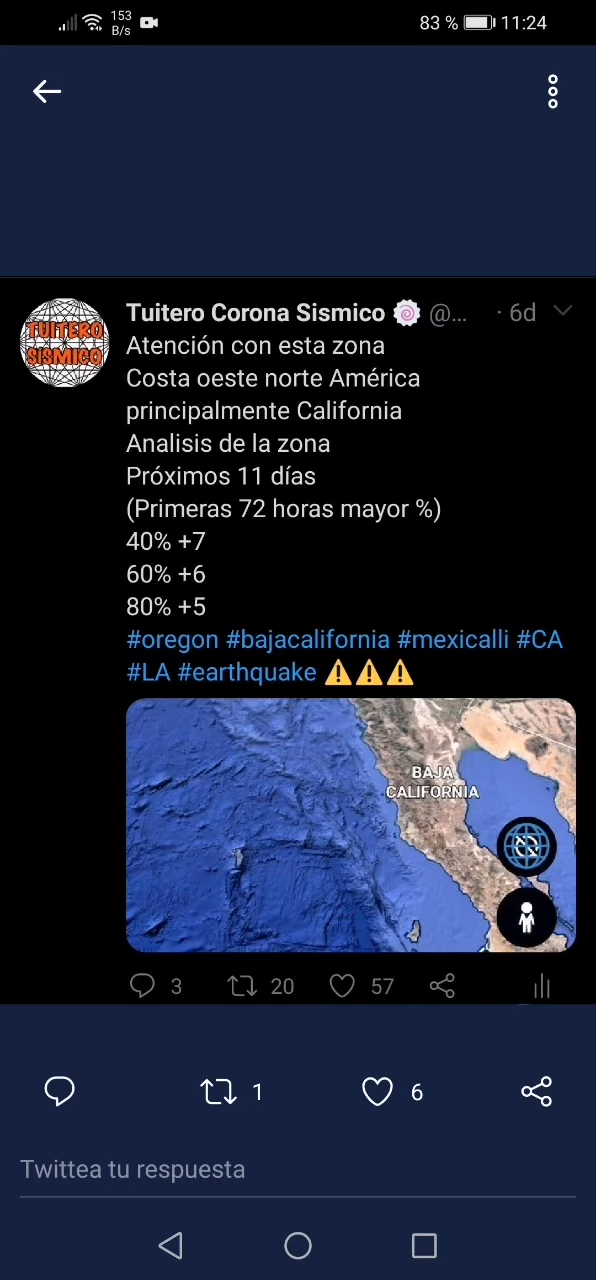 153 B/s
83 % 11:24
TUITERO SISMICO
Tuitero Corona Sismico @... · 6d
Atención con esta zona
Costa oeste norte América
principalmente California
Analisis de la zona
Próximos 11 días
(Primeras 72 horas mayor %)
40% +7
60% +6
80% +5
#oregon #bajacalifornia #mexicalli #CA
#LA #earthquake
BAJA
CALIFORNIA
3 20 57
1 6
Twittea tu respuesta